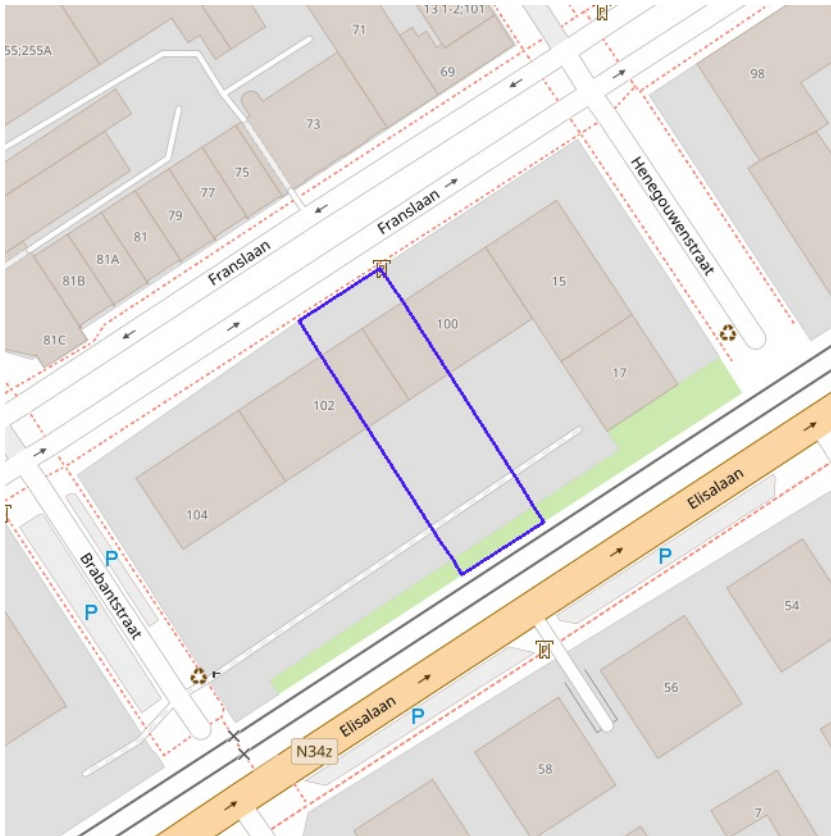 13 1-2;101
55;255A
71
69
98
73
75
77
79
81
81A
81B
81C
Franslaan
Franslaan
Henegouwenstraat
15
100
17
102
104
Elisalaan
P
P
Brabantstraat
P
54
56
P
Elisalaan
N34z
58
7